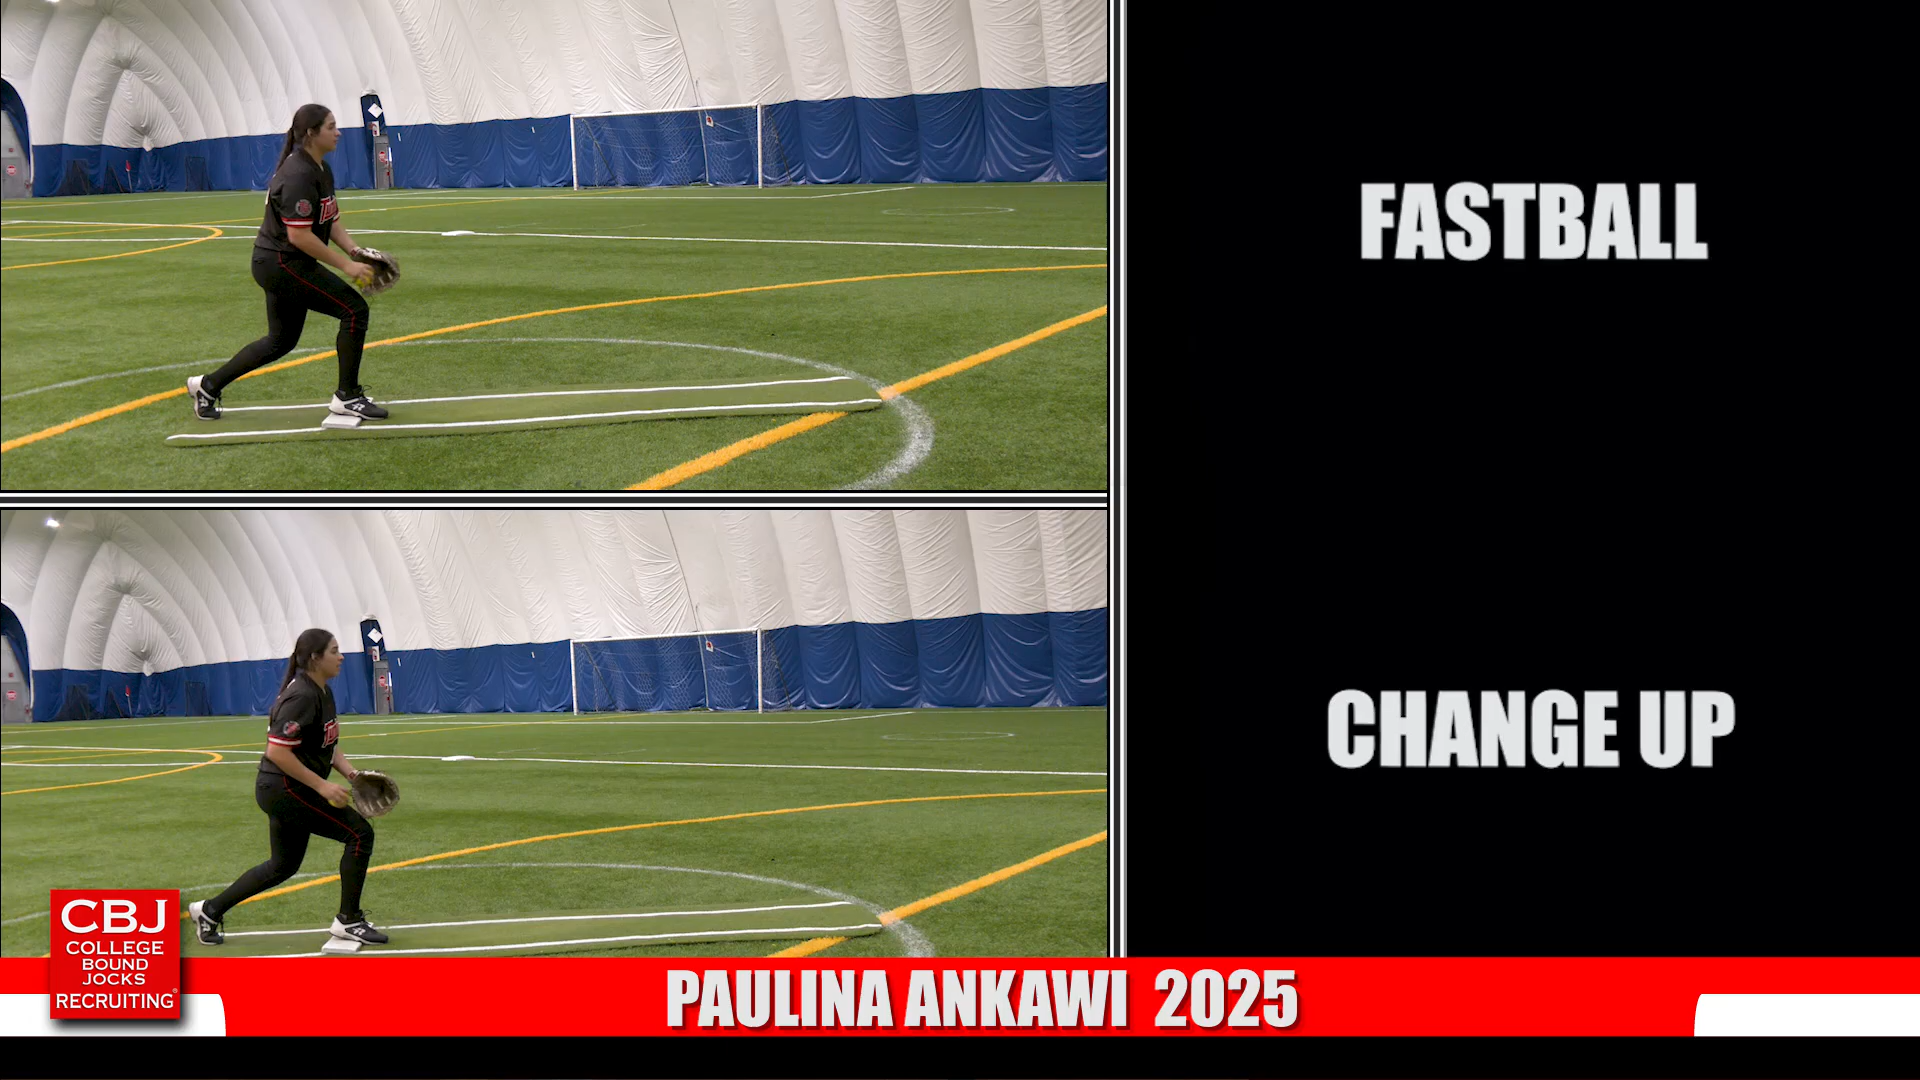 FASTBALL
CHANGE UP
CBJ
COLLEGE
BOUND
JOCKS
RECRUITING®
PAULINA ANKAWI 2025